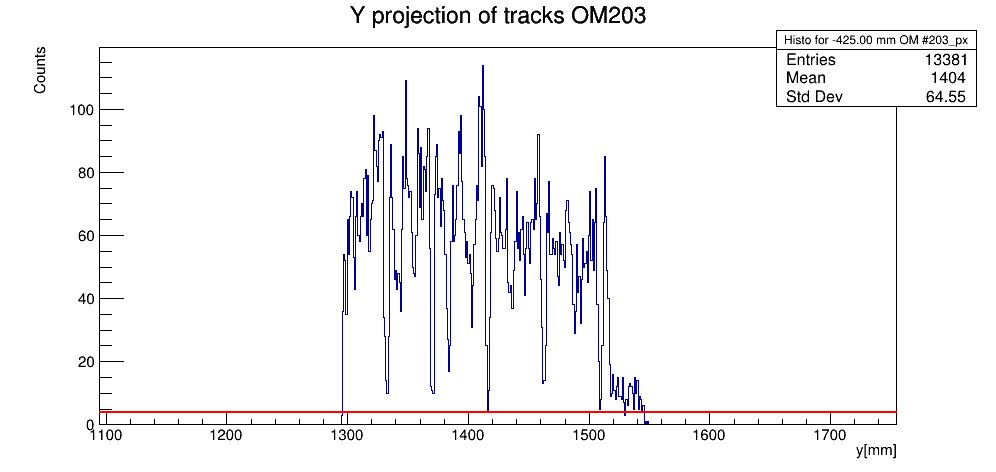 Y projection of tracks OM203
Histo for -425.00 mm OM #203_px
Entries 13381
Mean 1404
Std Dev 64.55
Counts
100
80
60
40
20
0
1100 1200 1300 1400 1500 1600 1700
y[mm]